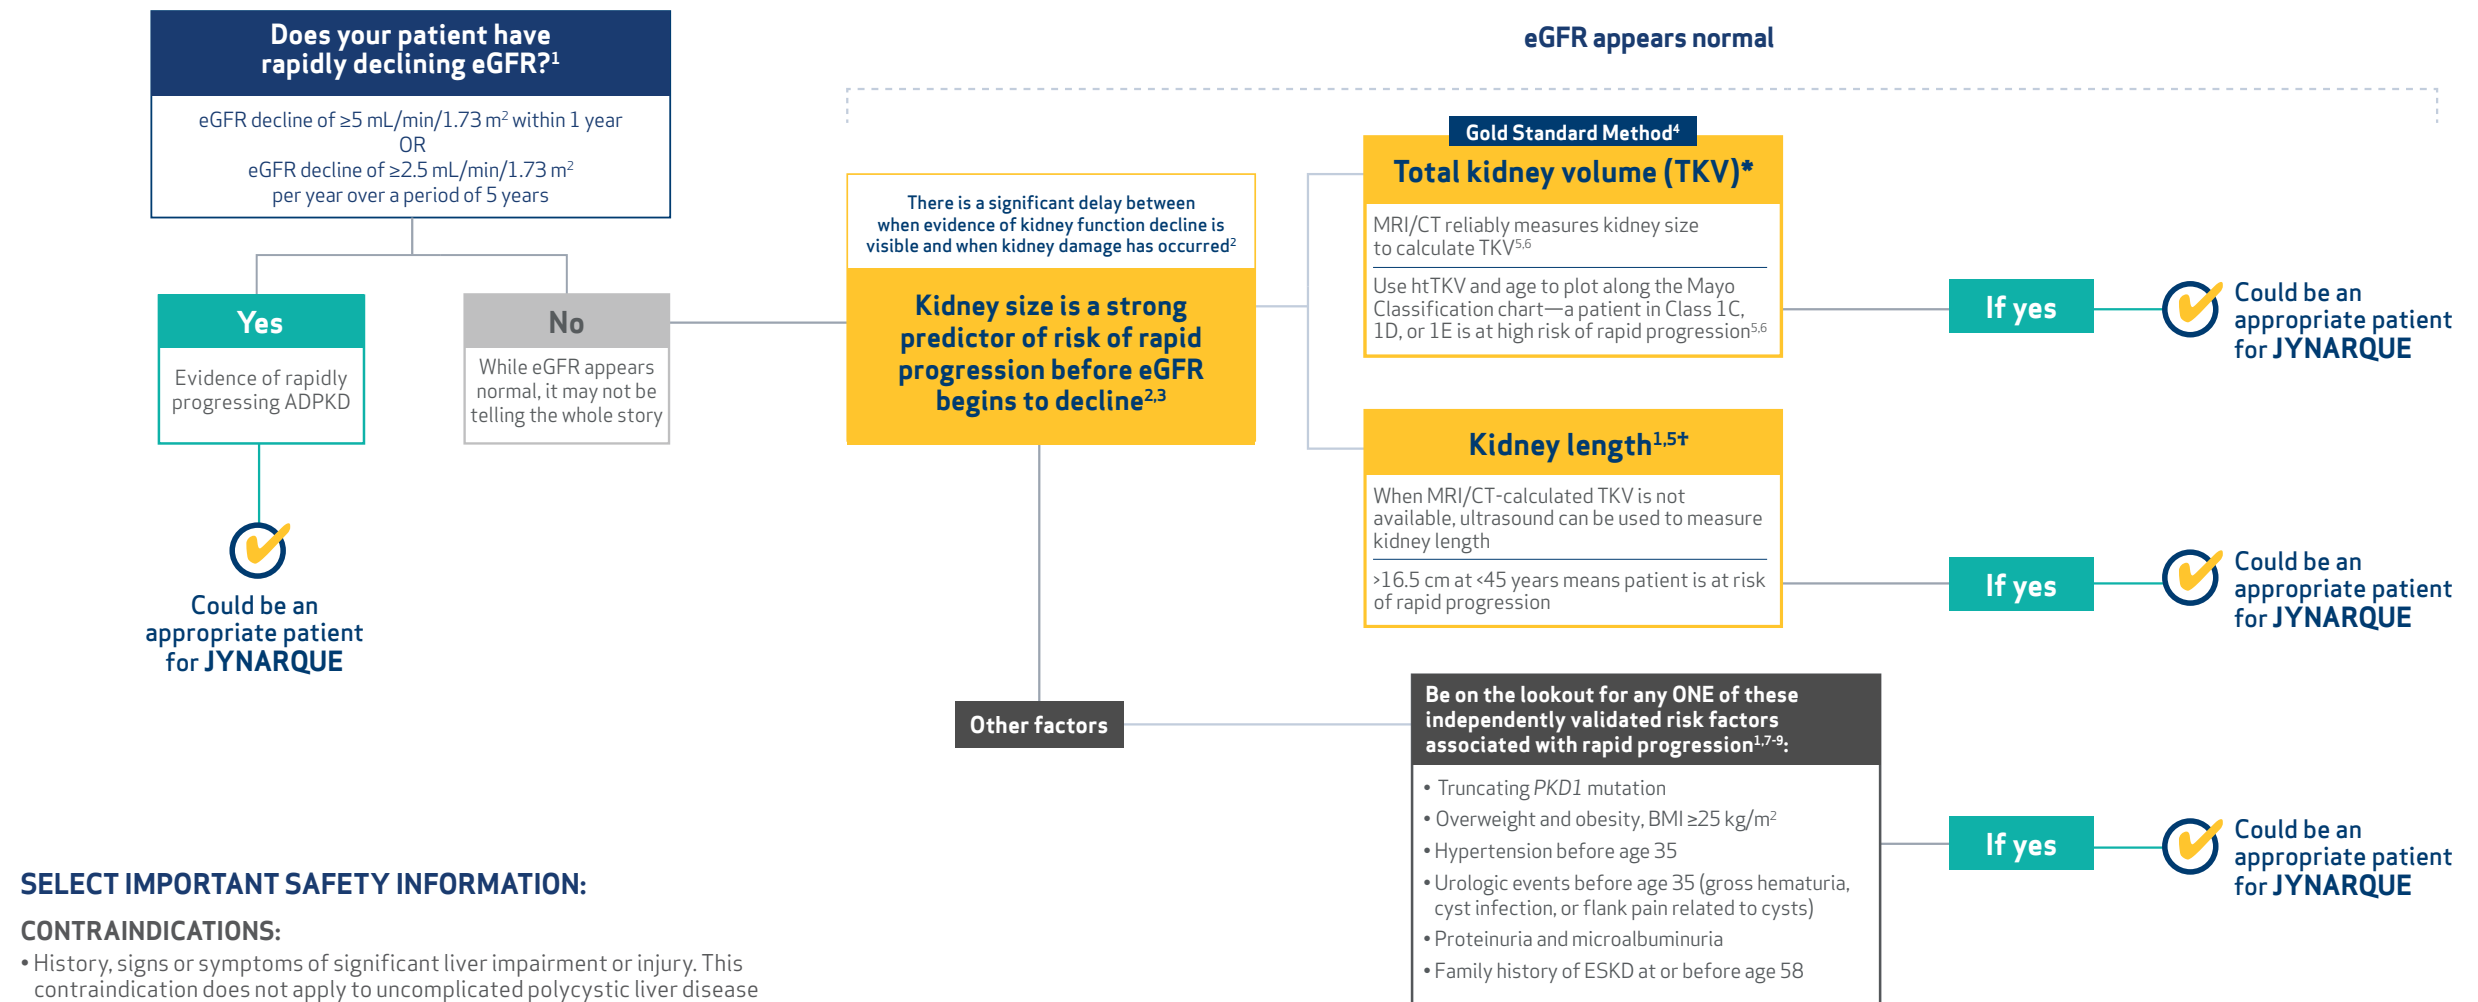 Does your patient have
rapidly declining eGFR?1
eGFR decline of ≥5 mL/min/1.73 m2 within 1 year
OR
eGFR decline of ≥2.5 mL/min/1.73 m2
per year over a period of 5 years
Yes
Evidence of rapidly
progressing ADPKD
Could be an
appropriate patient
for JYNARQUE
No
While eGFR appears
normal, it may not be
telling the whole story
eGFR appears normal
There is a significant delay between
when evidence of kidney function decline is
visible and when kidney damage has occurred2
Kidney size is a strong
predictor of risk of rapid
progression before eGFR
begins to decline2,3
Gold Standard Method4
Total kidney volume (TKV)*
MRI/CT reliably measures kidney size
to calculate TKV5,6
Use htTKV and age to plot along the Mayo
Classification chart—a patient in Class 1C,
1D, or 1E is at high risk of rapid progression5,6
If yes
Could be an
appropriate patient
for JYNARQUE
Kidney length1,5†
When MRI/CT-calculated TKV is not
available, ultrasound can be used to measure
kidney length
>16.5 cm at <45 years means patient is at risk
of rapid progression
If yes
Could be an
appropriate patient
for JYNARQUE
Other factors
Be on the lookout for any ONE of these
independently validated risk factors
associated with rapid progression1,7-9:
• Truncating PKD1 mutation
• Overweight and obesity, BMI ≥25 kg/m2
• Hypertension before age 35
• Urologic events before age 35 (gross hematuria,
cyst infection, or flank pain related to cysts)
• Proteinuria and microalbuminuria
• Family history of ESKD at or before age 58
If yes
Could be an
appropriate patient
for JYNARQUE
SELECT IMPORTANT SAFETY INFORMATION:
CONTRAINDICATIONS:
• History, signs or symptoms of significant liver impairment or injury. This
contraindication does not apply to uncomplicated polycystic liver disease